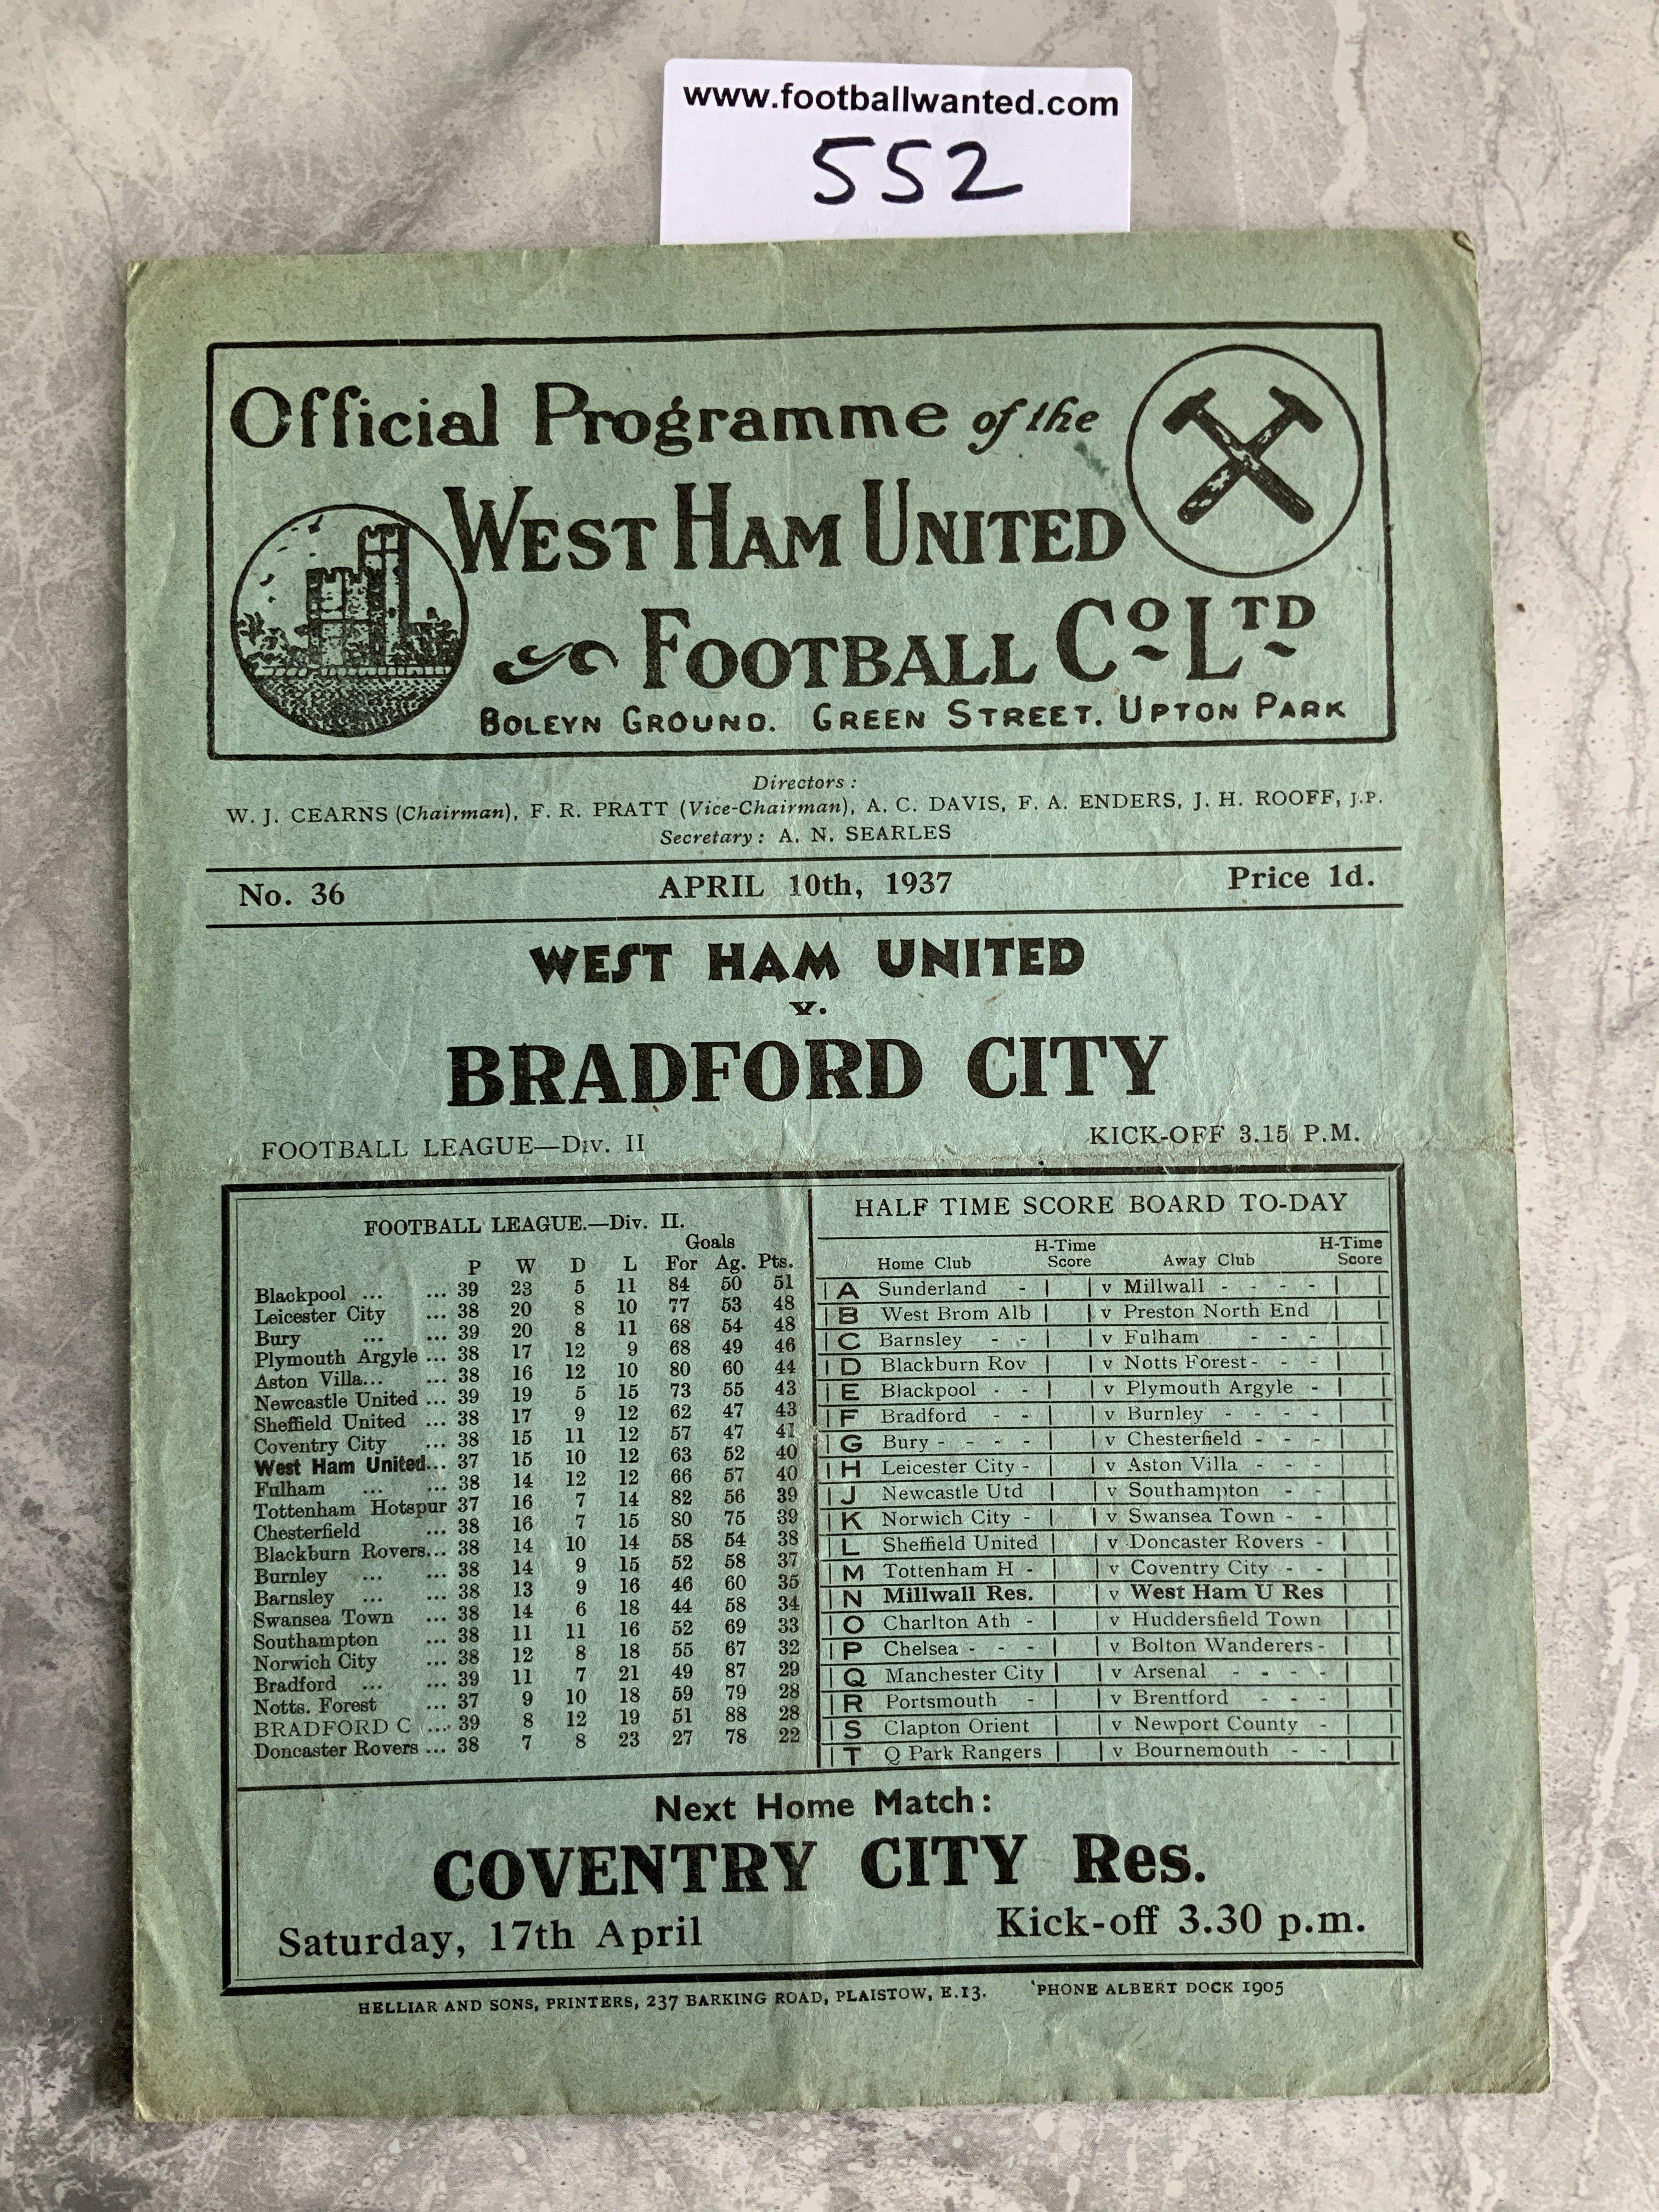 www.footballwanted.com
552
Official Programme of the
WEST HAM UNITED
FOOTBALL CO LTD
BOLEYN GROUND. GREEN STREET. UPTON PARK
Directors :
W. J. CEARNS (Chairman), F. R. PRATT (Vice-Chairman), A. C. DAVIS, F. A. ENDERS, J. H. ROOFF, J.P.
Secretary : A. N. SEARLES
No. 36 APRIL 10th, 1937 Price 1d.
WEST HAM UNITED
v.
BRADFORD CITY
FOOTBALL LEAGUE—Div. II KICK-OFF 3.15 P.M.
FOOTBALL LEAGUE.—Div. II.
Goals
P W D L For Ag. Pts.
Blackpool ... ... 39 23 5 11 84 50 51
Leicester City ... 38 20 8 10 77 53 48
Bury ... ... 39 20 8 11 68 54 48
Plymouth Argyle ... 38 17 12 9 68 49 46
Aston Villa... ... 38 16 12 10 80 60 44
Newcastle United ... 39 19 5 15 73 55 43
Sheffield United ... 38 17 9 12 62 47 43
Coventry City ... 38 15 11 12 57 47 41
West Ham United... 37 15 10 12 63 52 40
Fulham ... ... 38 14 12 12 66 57 40
Tottenham Hotspur 37 16 7 14 82 56 39
Chesterfield ... 38 16 7 15 80 75 39
Blackburn Rovers... 38 14 10 14 58 54 38
Burnley ... ... 38 14 9 15 52 58 37
Barnsley ... ... 38 13 9 16 46 60 35
Swansea Town ... 38 14 6 18 44 58 34
Southampton ... 38 11 11 16 52 69 33
Norwich City ... 38 12 8 18 55 67 32
Bradford ... ... 39 11 7 21 49 87 29
Notts. Forest ... 37 9 10 18 59 79 28
BRADFORD C ... 39 8 12 19 51 88 28
Doncaster Rovers ... 38 7 8 23 27 78 22
HALF TIME SCORE BOARD TO-DAY
Home Club H-Time Score Away Club H-Time Score
A Sunderland - v Millwall - - - -
B West Brom Alb v Preston North End
C Barnsley - - v Fulham - - -
D Blackburn Rov v Notts Forest - - -
E Blackpool - - v Plymouth Argyle -
F Bradford - - v Burnley - - - -
G Bury - - - - v Chesterfield - - -
H Leicester City - v Aston Villa - - -
J Newcastle Utd v Southampton - -
K Norwich City - v Swansea Town - -
L Sheffield United v Doncaster Rovers -
M Tottenham H - v Coventry City - -
N Millwall Res. v West Ham U Res
O Charlton Ath - v Huddersfield Town
P Chelsea - - - v Bolton Wanderers -
Q Manchester City v Arsenal - - - -
R Portsmouth - v Brentford - - -
S Clapton Orient v Newport County -
T Q Park Rangers v Bournemouth - -
Next Home Match:
COVENTRY CITY Res.
Saturday, 17th April Kick-off 3.30 p.m.
HELLIAR AND SONS, PRINTERS, 237 BARKING ROAD, PLAISTOW, E.13. 'PHONE ALBERT DOCK 1905